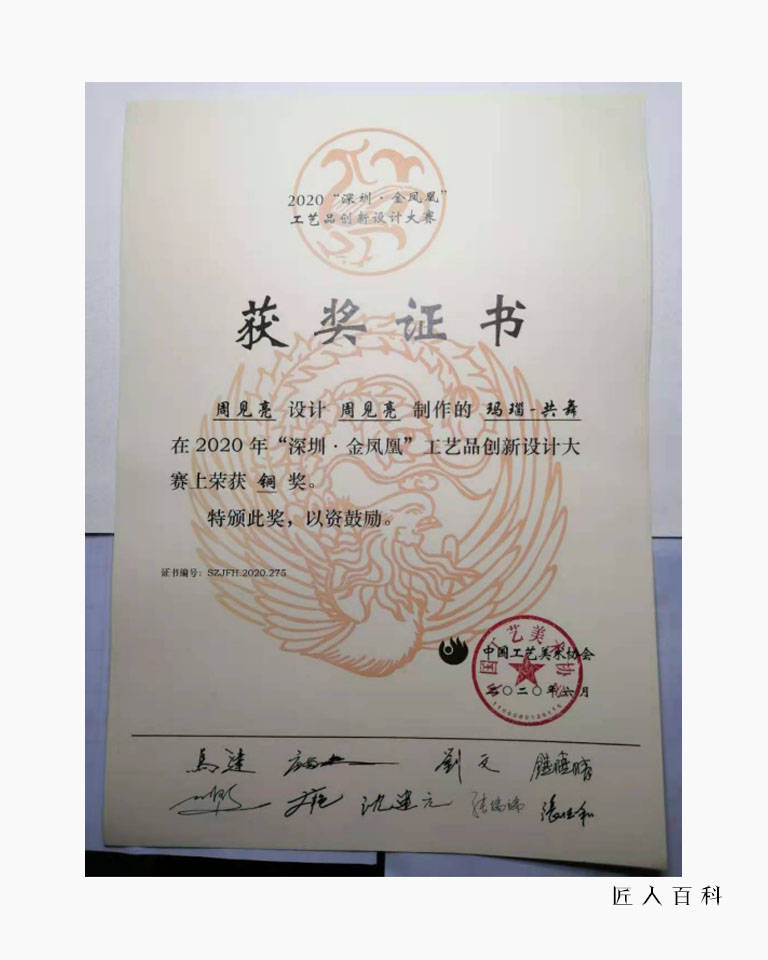 2020“深圳·金凤凰”
工艺品创新设计大赛
获奖证书
周见亮 设计 周见亮 制作的 玛瑙-共舞
在 2020 年“深圳·金凤凰”工艺品创新设计大
赛上荣获 铜 奖。
特颁此奖，以资鼓励。
证书编号：SZJFH.2020.275
中国工艺美术协会
二〇二〇年六月
匠人百科